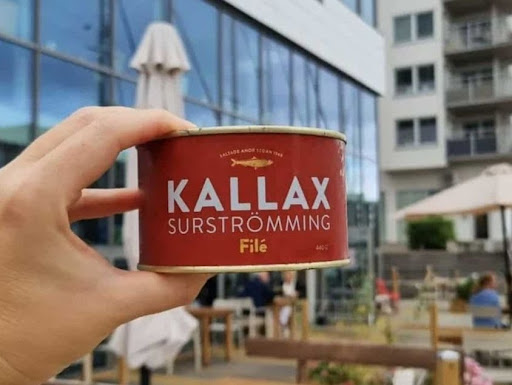 KALLAX
SURSTRÖMMING
Filé